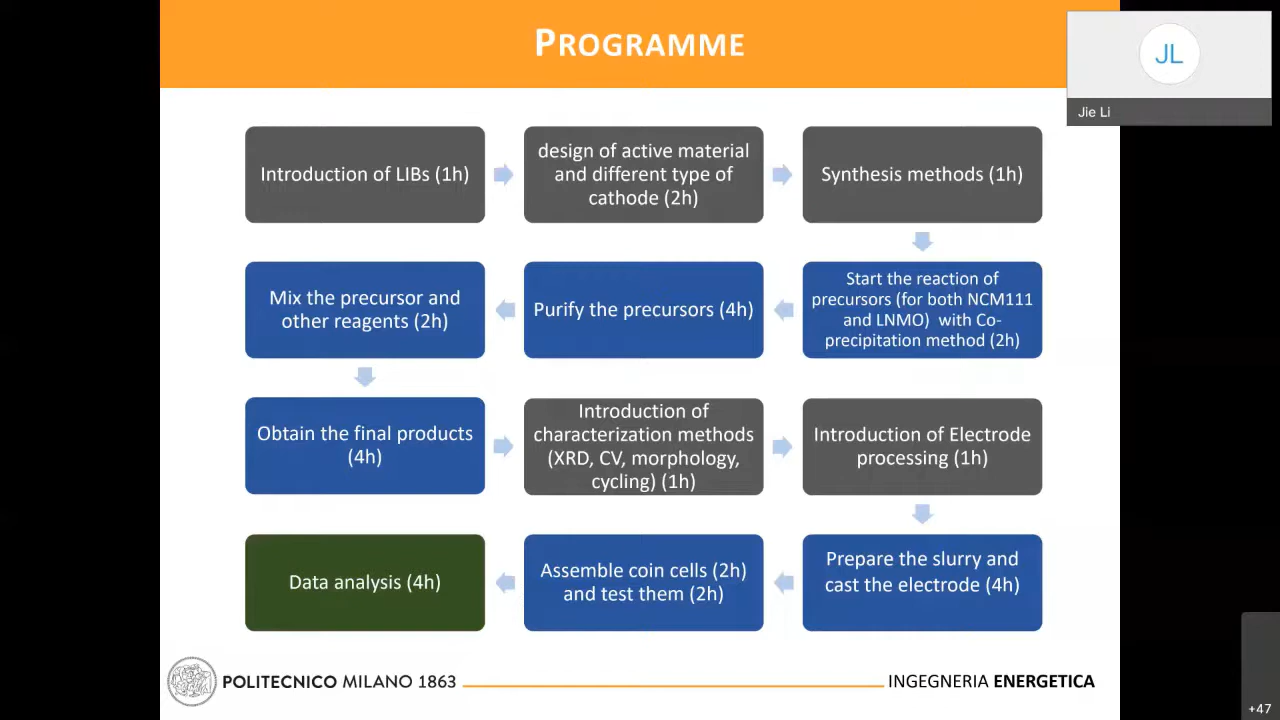 PROGRAMME
JL
Jie Li
Introduction of LIBs (1h)
design of active material
and different type of
cathode (2h)
Synthesis methods (1h)
Start the reaction of
precursors (for both NCM111
and LNMO) with Co-
precipitation method (2h)
Purify the precursors (4h)
Mix the precursor and
other reagents (2h)
Obtain the final products
(4h)
Introduction of
characterization methods
(XRD, CV, morphology,
cycling) (1h)
Introduction of Electrode
processing (1h)
Prepare the slurry and
cast the electrode (4h)
Assemble coin cells (2h)
and test them (2h)
Data analysis (4h)
POLITECNICO MILANO 1863
INGEGNERIA ENERGETICA
+47